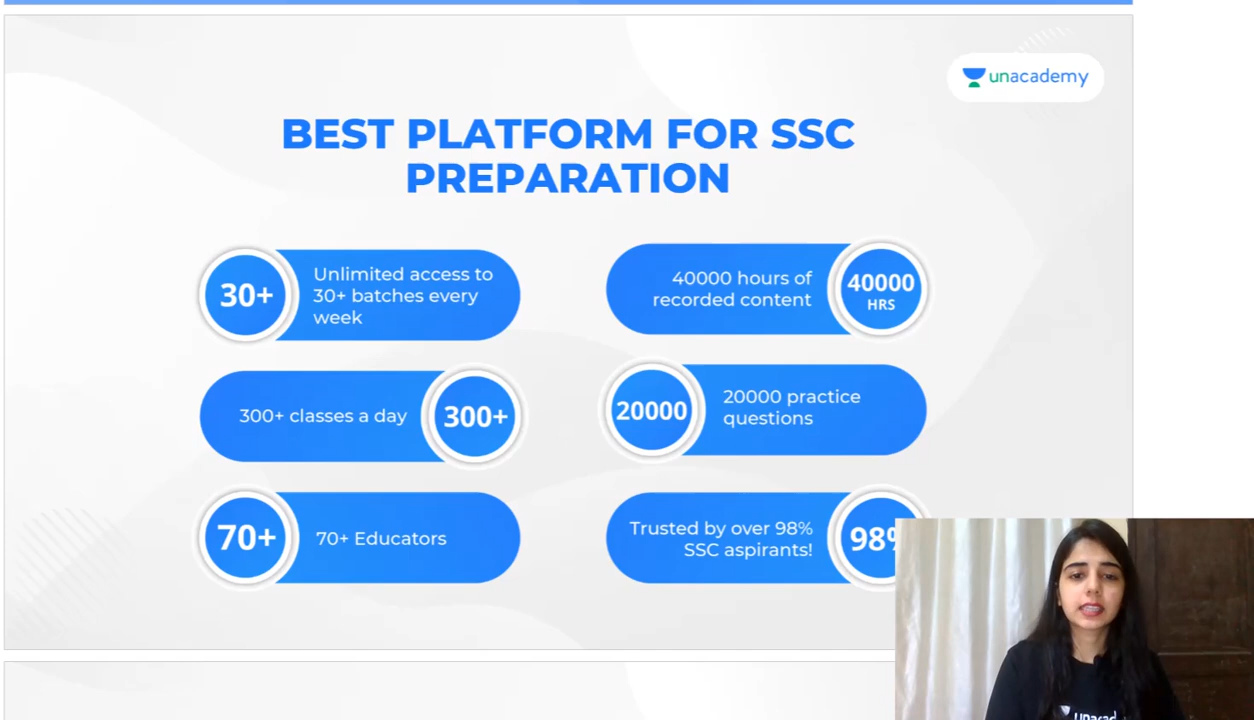 unacademy
BEST PLATFORM FOR SSC
PREPARATION
30+
Unlimited access to
30+ batches every
week
40000 hours of
recorded content
40000
HRS
300+ classes a day
300+
20000
20000 practice
questions
70+
70+ Educators
Trusted by over 98%
SSC aspirants!